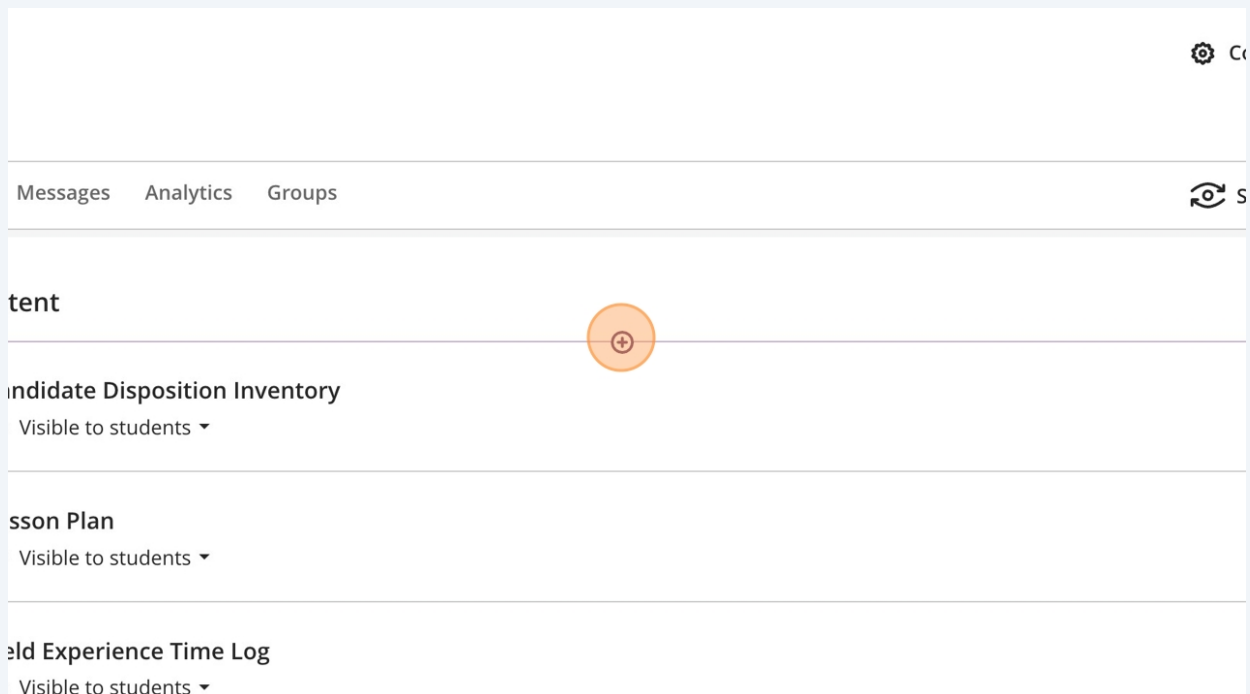 Messages Analytics Groups
tent
ndidate Disposition Inventory
Visible to students
sson Plan
Visible to students
eld Experience Time Log
Visible to students